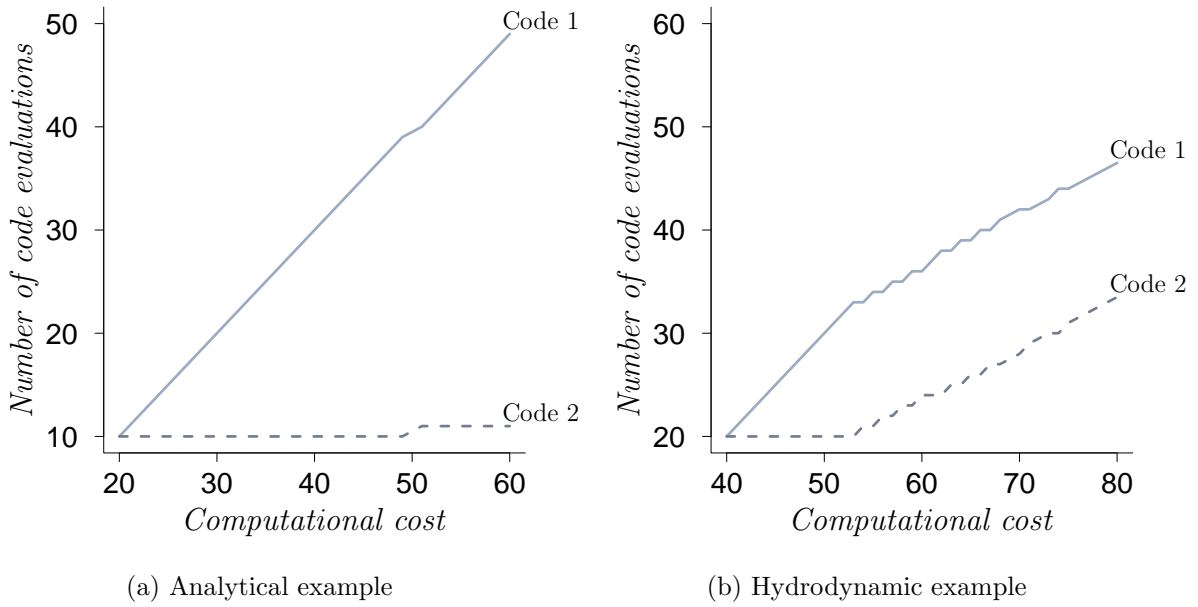 Number of code evaluations
50
40
30
20
10
Code 1
Code 2
20 30 40 50 60
Computational cost
(a) Analytical example
Number of code evaluations
60
50
40
30
20
Code 1
Code 2
40 50 60 70 80
Computational cost
(b) Hydrodynamic example